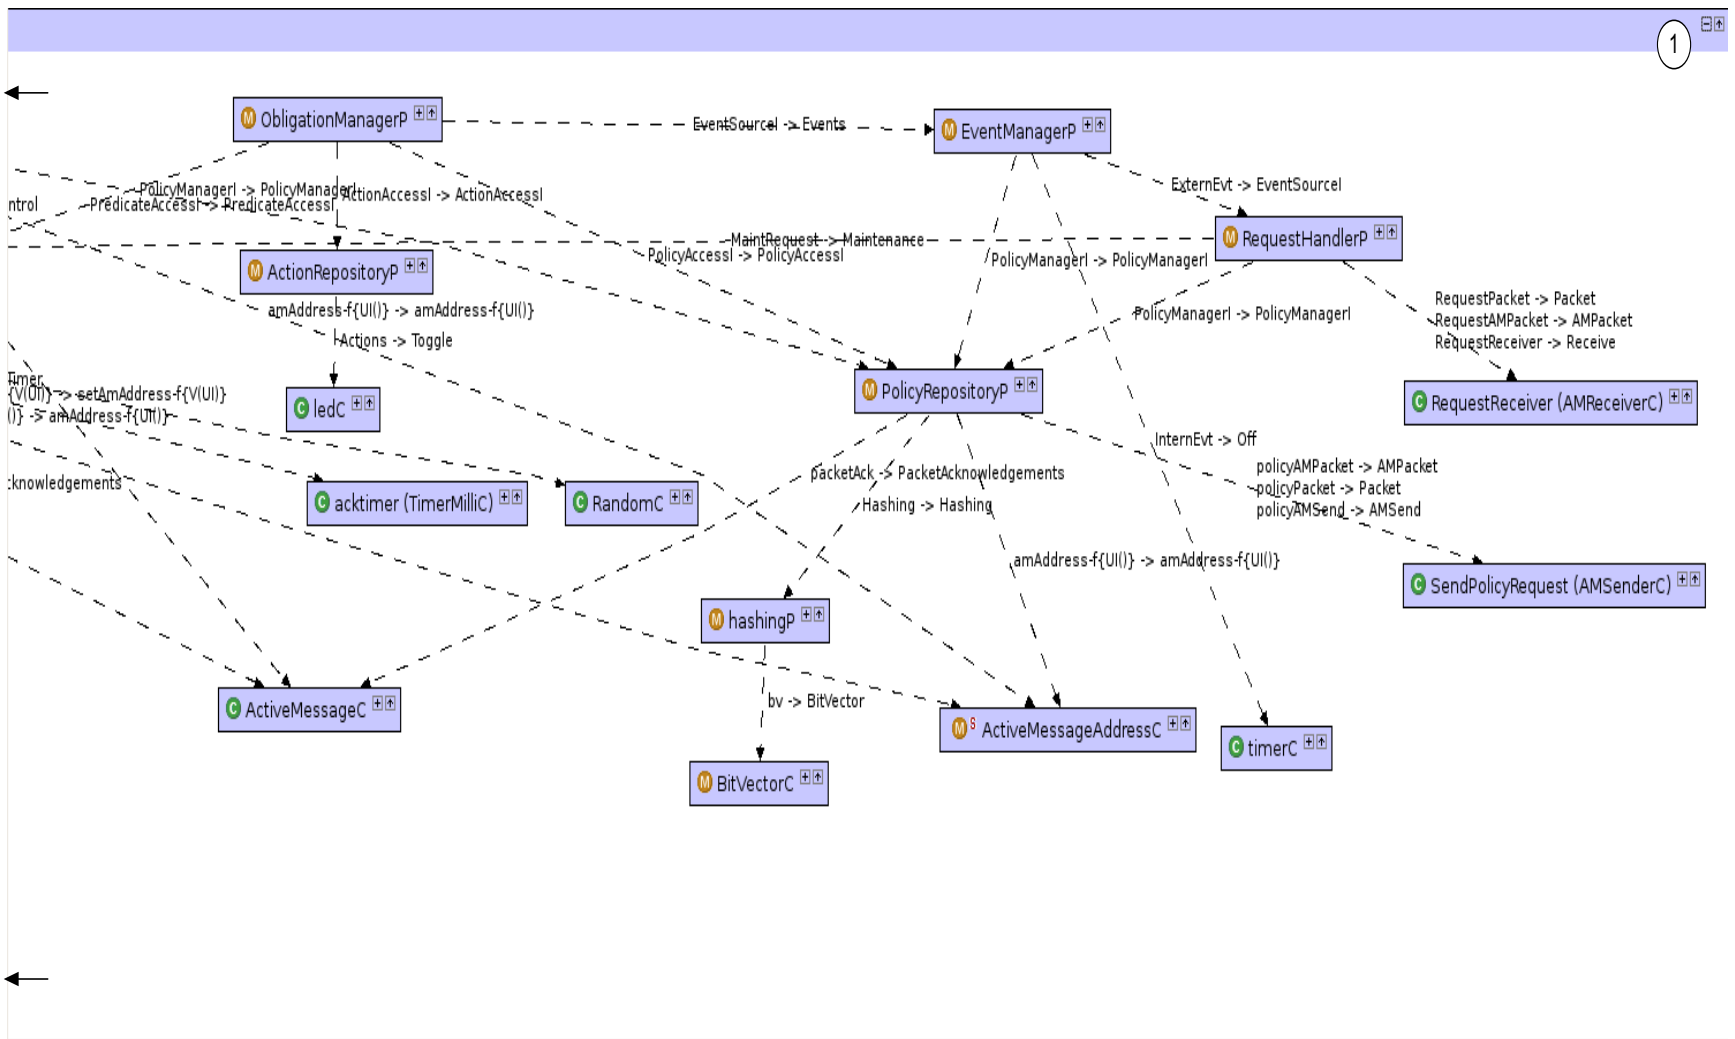 1
ObligationManagerP
EventSourceI -> Events
EventManagerP
PolicyManagerI -> PolicyManagerI
ActionAccessI -> ActionAccessI
PredicateAccessI -> PredicateAccessI
ntrol
ExternEvt -> EventSourceI
RequestHandlerP
MaintRequest -> Maintenance
PolicyAccessI -> PolicyAccessI
PolicyManagerI -> PolicyManagerI
ActionRepositoryP
amAddress-f{UI()} -> amAddress-f{UI()}
Actions -> Toggle
PolicyManagerI -> PolicyManagerI
RequestPacket -> Packet
RequestAMPacket -> AMPacket
RequestReceiver -> Receive
Timer
{V(UI)} -> setAmAddress-f{V(UI)}
()} -> amAddress-f{UI()}
ledC
PolicyRepositoryP
RequestReceiver (AMReceiverC)
InternEvt -> Off
cknowledgements
acktimer (TimerMilliC)
RandomC
packetAck -> PacketAcknowledgements
Hashing -> Hashing
policyAMPacket -> AMPacket
policyPacket -> Packet
policyAMSend -> AMSend
amAddress-f{UI()} -> amAddress-f{UI()}
SendPolicyRequest (AMSenderC)
hashingP
ActiveMessageC
bv -> BitVector
S ActiveMessageAddressC
timerC
BitVectorC